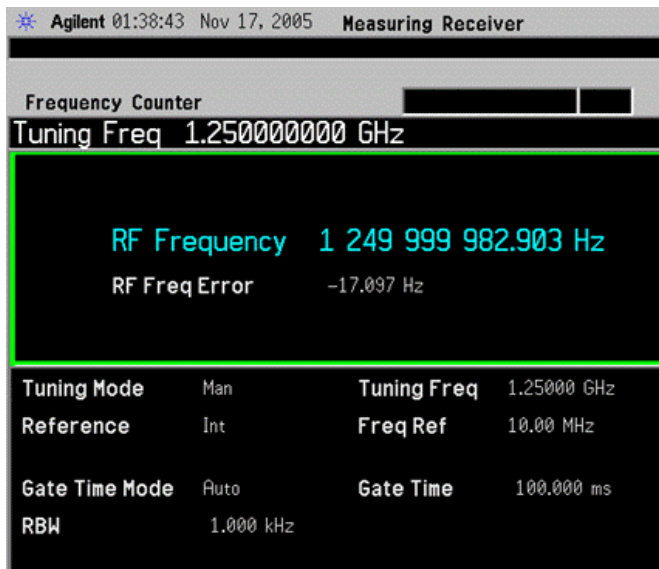 Agilent 01:38:43 Nov 17, 2005 Measuring Receiver
Frequency Counter
Tuning Freq 1.250000000 GHz
RF Frequency 1 249 999 982.903 Hz
RF Freq Error -17.097 Hz
Tuning Mode Man Tuning Freq 1.25000 GHz
Reference Int Freq Ref 10.00 MHz
Gate Time Mode Auto Gate Time 100.000 ms
RBW 1.000 kHz